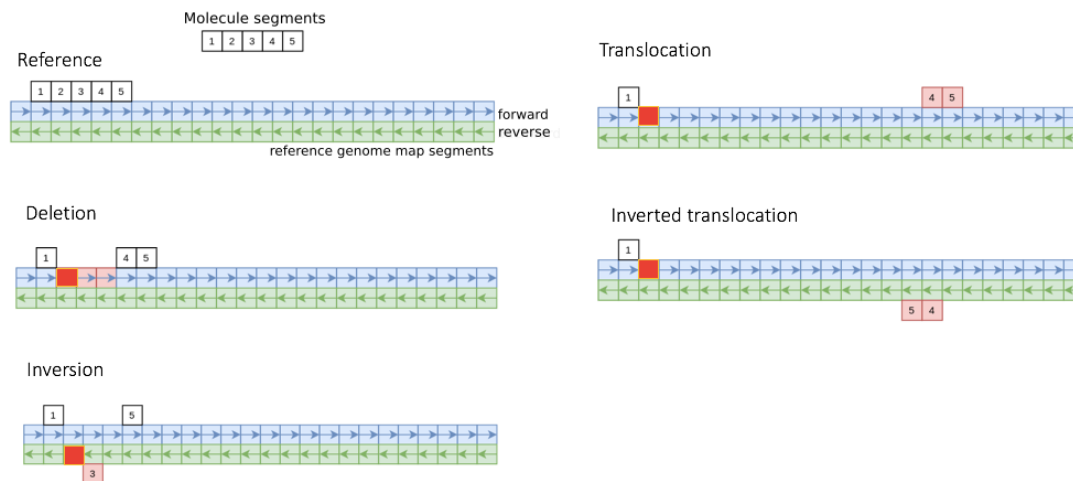 Molecule segments
1 2 3 4 5
Reference
1 2 3 4 5
forward
reverse
reference genome map segments
Deletion
1 4 5
Inversion
1 5
3
Translocation
1 4 5
Inverted translocation
1
5 4